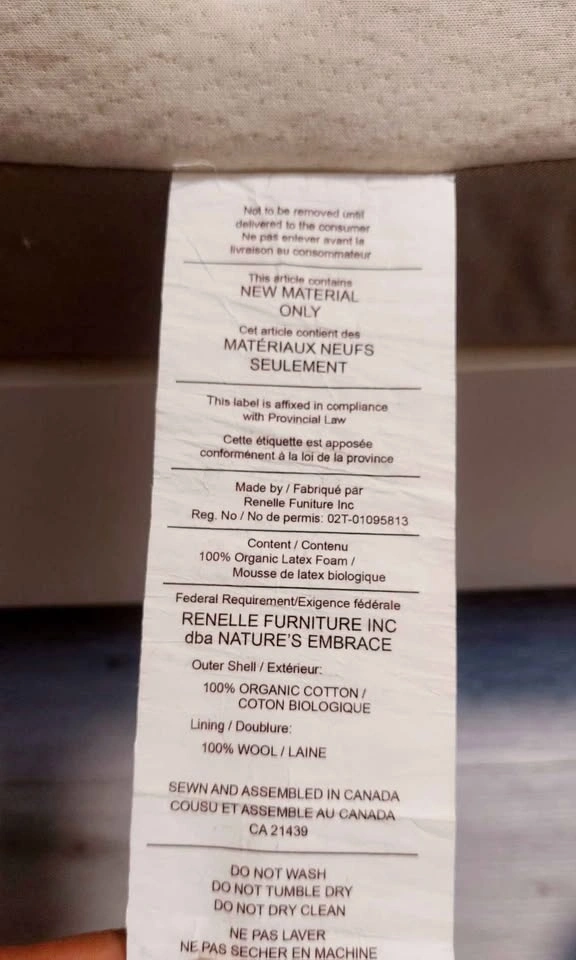 Not to be removed until
delivered to the consumer
Ne pas enlever avant la
livraison au consommateur
This article contains
NEW MATERIAL
ONLY
Cet article contient des
MATÉRIAUX NEUFS
SEULEMENT
This label is affixed in compliance
with Provincial Law
Cette étiquette est apposée
conformément à la loi de la province
Made by / Fabriqué par
Renelle Funiture Inc
Reg. No / No de permis: 02T-01095813
Content / Contenu
100% Organic Latex Foam /
Mousse de latex biologique
Federal Requirement/Exigence fédérale
RENELLE FURNITURE INC
dba NATURE'S EMBRACE
Outer Shell / Extérieur:
100% ORGANIC COTTON /
COTON BIOLOGIQUE
Lining / Doublure:
100% WOOL / LAINE
SEWN AND ASSEMBLED IN CANADA
COUSU ET ASSEMBLE AU CANADA
CA 21439
DO NOT WASH
DO NOT TUMBLE DRY
DO NOT DRY CLEAN
NE PAS LAVER
NE PAS SECHER EN MACHINE